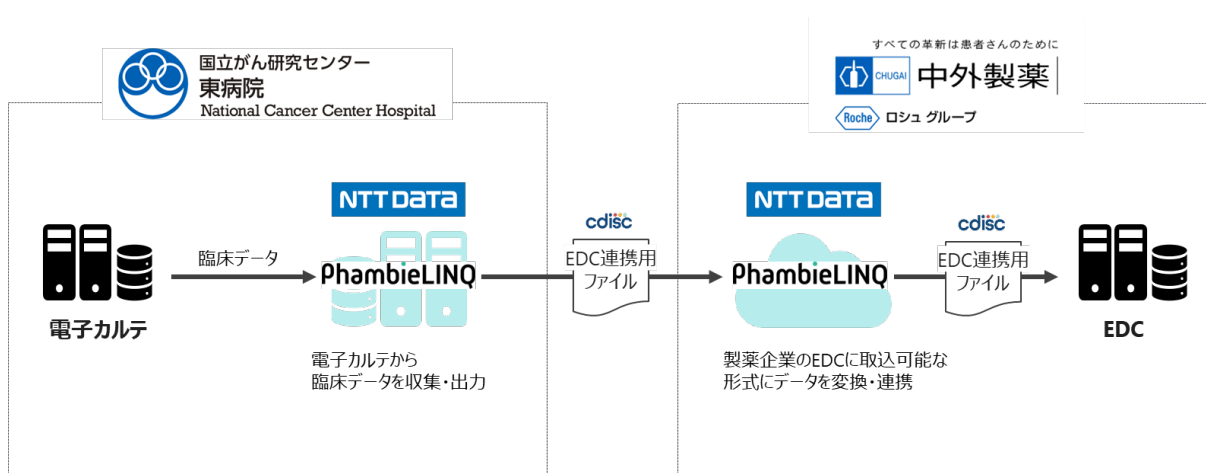 国立がん研究センター
東病院
National Cancer Center Hospital
すべての革新は患者さんのために
CHUGAI 中外製薬
Roche ロシュ グループ
電子カルテ
臨床データ
NTT DATA
PhambieLINQ
電子カルテから
臨床データを収集・出力
cdisc
EDC連携用
ファイル
NTT DATA
PhambieLINQ
製薬企業のEDCに取込可能な
形式にデータを変換・連携
cdisc
EDC連携用
ファイル
EDC